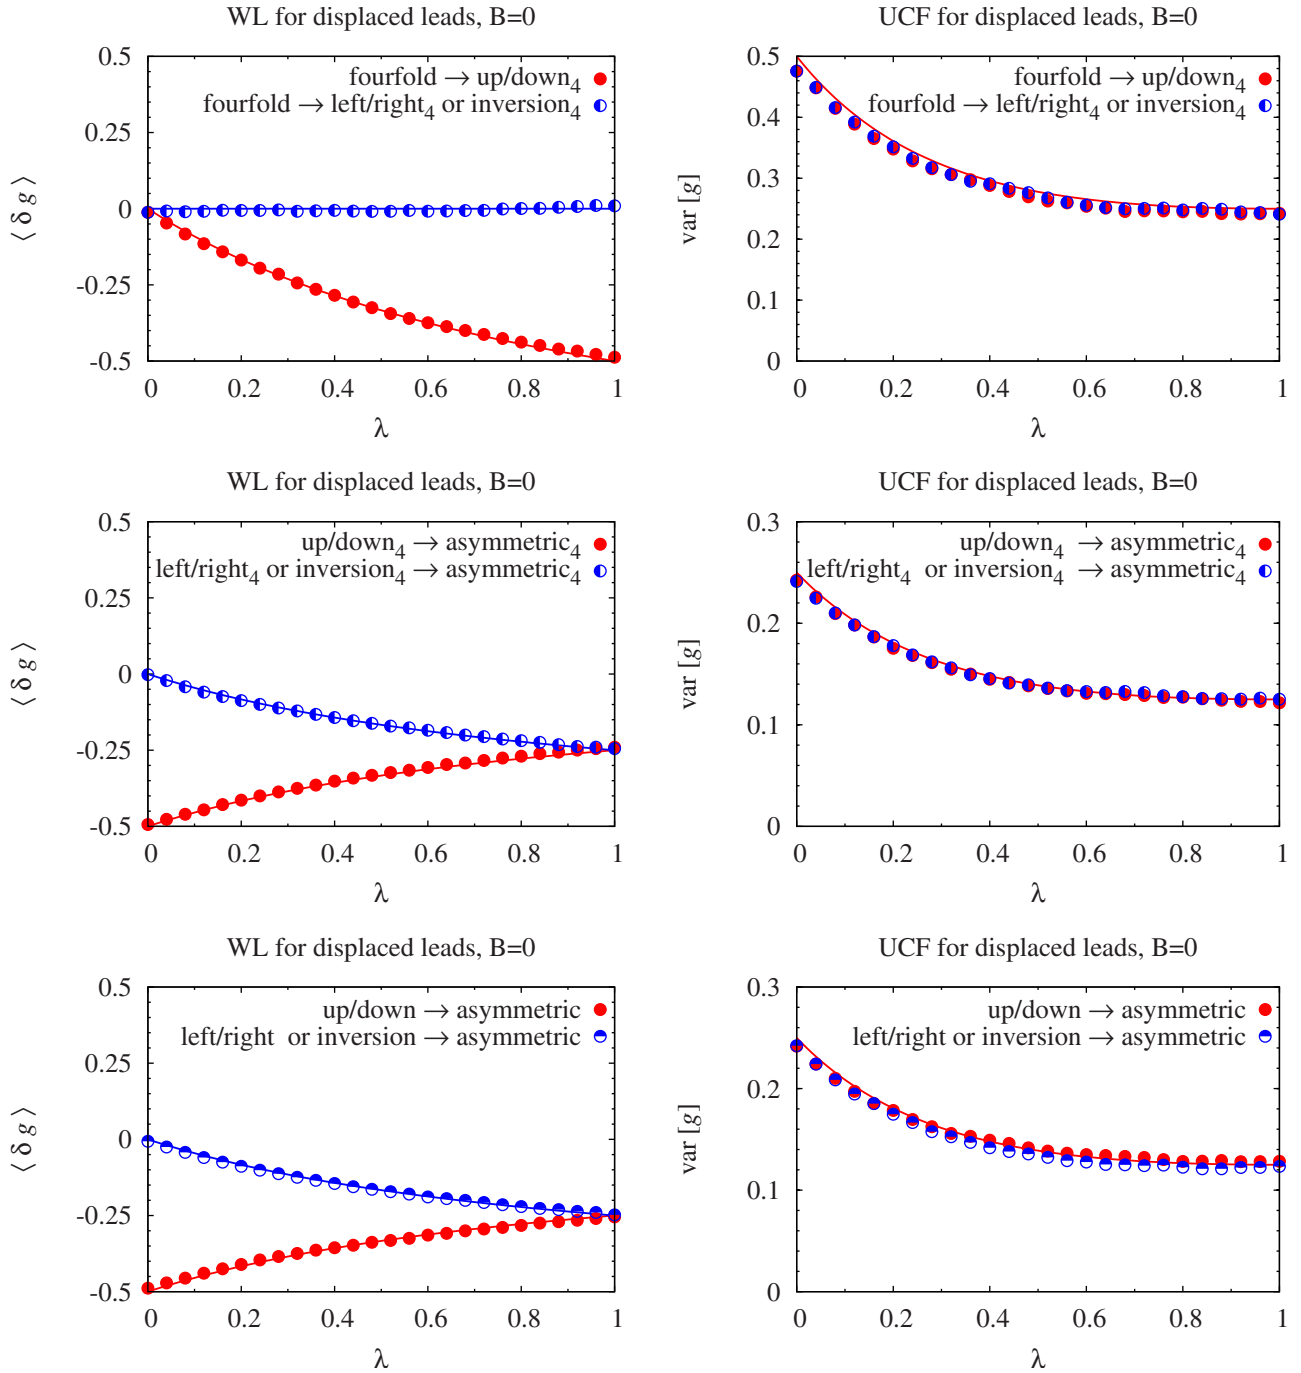 WL for displaced leads, B=0
0.5
0.25
0
-0.25
-0.5
⟨ δ g ⟩
fourfold → up/down₄
fourfold → left/right₄ or inversion₄
0 0.2 0.4 0.6 0.8 1
λ
UCF for displaced leads, B=0
0.5
0.4
0.3
0.2
0.1
0
var [g]
fourfold → up/down₄
fourfold → left/right₄ or inversion₄
0 0.2 0.4 0.6 0.8 1
λ
WL for displaced leads, B=0
0.5
0.25
0
-0.25
-0.5
⟨ δ g ⟩
up/down₄ → asymmetric₄
left/right₄ or inversion₄ → asymmetric₄
0 0.2 0.4 0.6 0.8 1
λ
UCF for displaced leads, B=0
0.3
0.2
0.1
0
var [g]
up/down₄ → asymmetric₄
left/right₄ or inversion₄ → asymmetric₄
0 0.2 0.4 0.6 0.8 1
λ
WL for displaced leads, B=0
0.5
0.25
0
-0.25
-0.5
⟨ δ g ⟩
up/down → asymmetric
left/right or inversion → asymmetric
0 0.2 0.4 0.6 0.8 1
λ
UCF for displaced leads, B=0
0.3
0.2
0.1
0
var [g]
up/down → asymmetric
left/right or inversion → asymmetric
0 0.2 0.4 0.6 0.8 1
λ